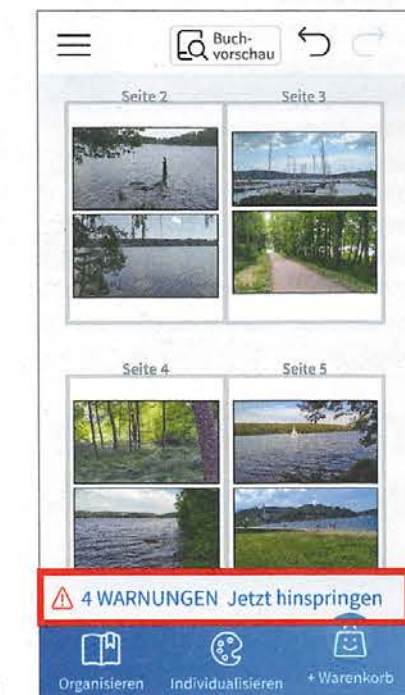 Buch-
vorschau
Seite 2 Seite 3
Seite 4 Seite 5
4 WARNUNGEN Jetzt hinspringen
Organisieren Individualisieren + Warenkorb